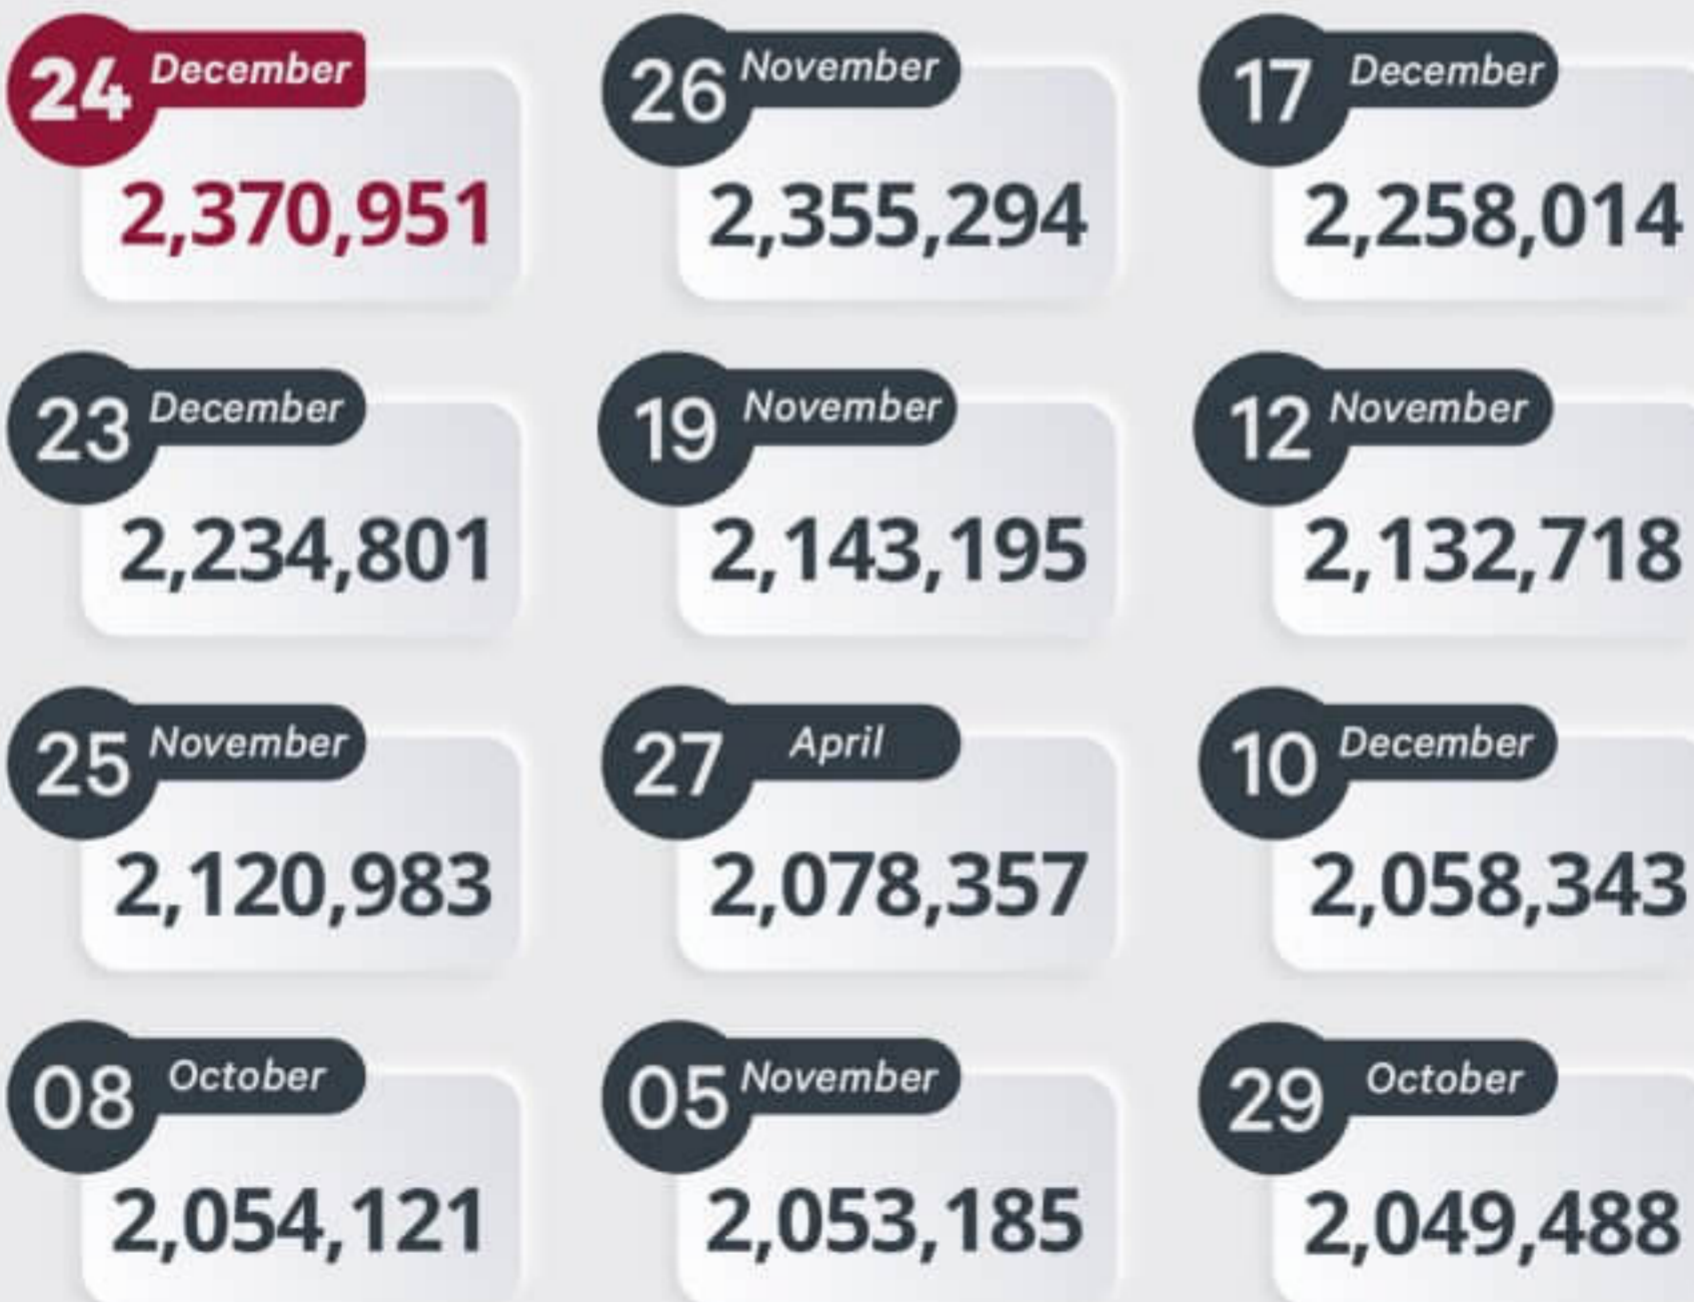 24 December
2,370,951
26 November
2,355,294
17 December
2,258,014
23 December
2,234,801
19 November
2,143,195
12 November
2,132,718
25 November
2,120,983
27 April
2,078,357
10 December
2,058,343
08 October
2,054,121
05 November
2,053,185
29 October
2,049,488